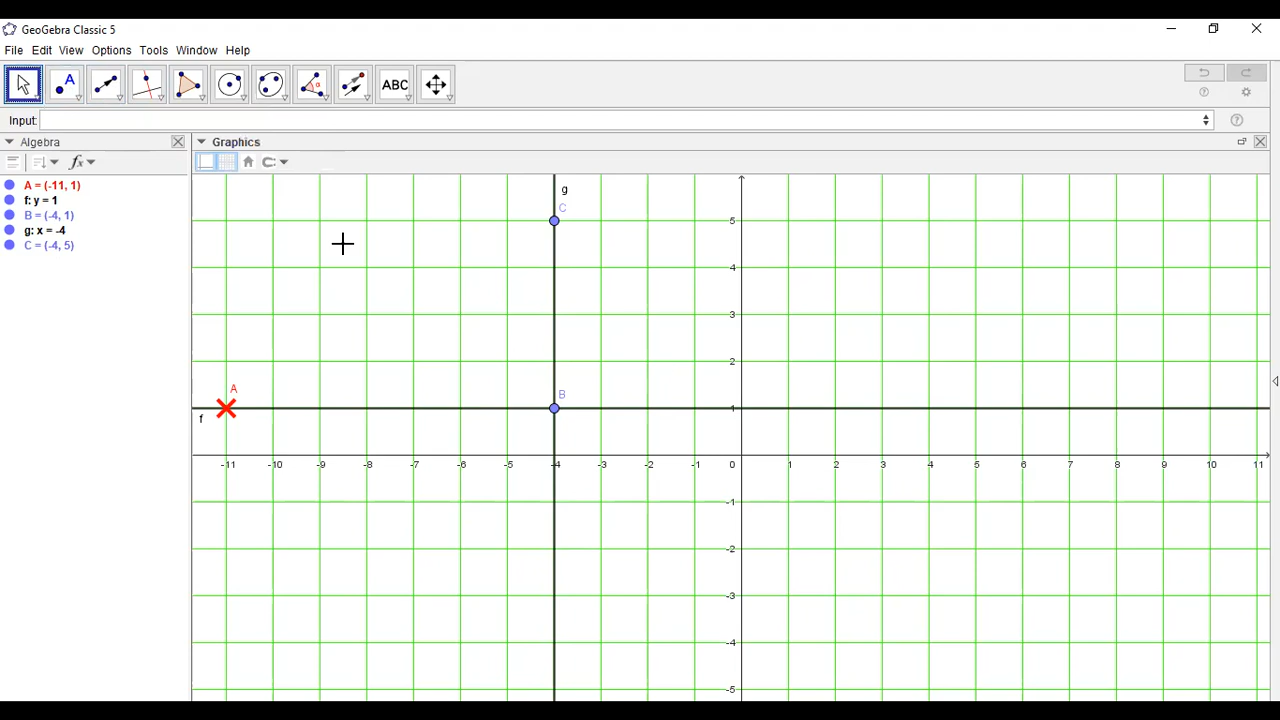 GeoGebra Classic 5
File Edit View Options Tools Window Help
A α ABC
Input:
Algebra
Graphics
fx
A = (-11, 1)
f: y = 1
B = (-4, 1)
g: x = -4
C = (-4, 5)
g
C
5
4
3
2
A
B
1
f
-11 -10 -9 -8 -7 -6 -5 -4 -3 -2 -1 0 1 2 3 4 5 6 7 8 9 10 11
-1
-2
-3
-4
-5